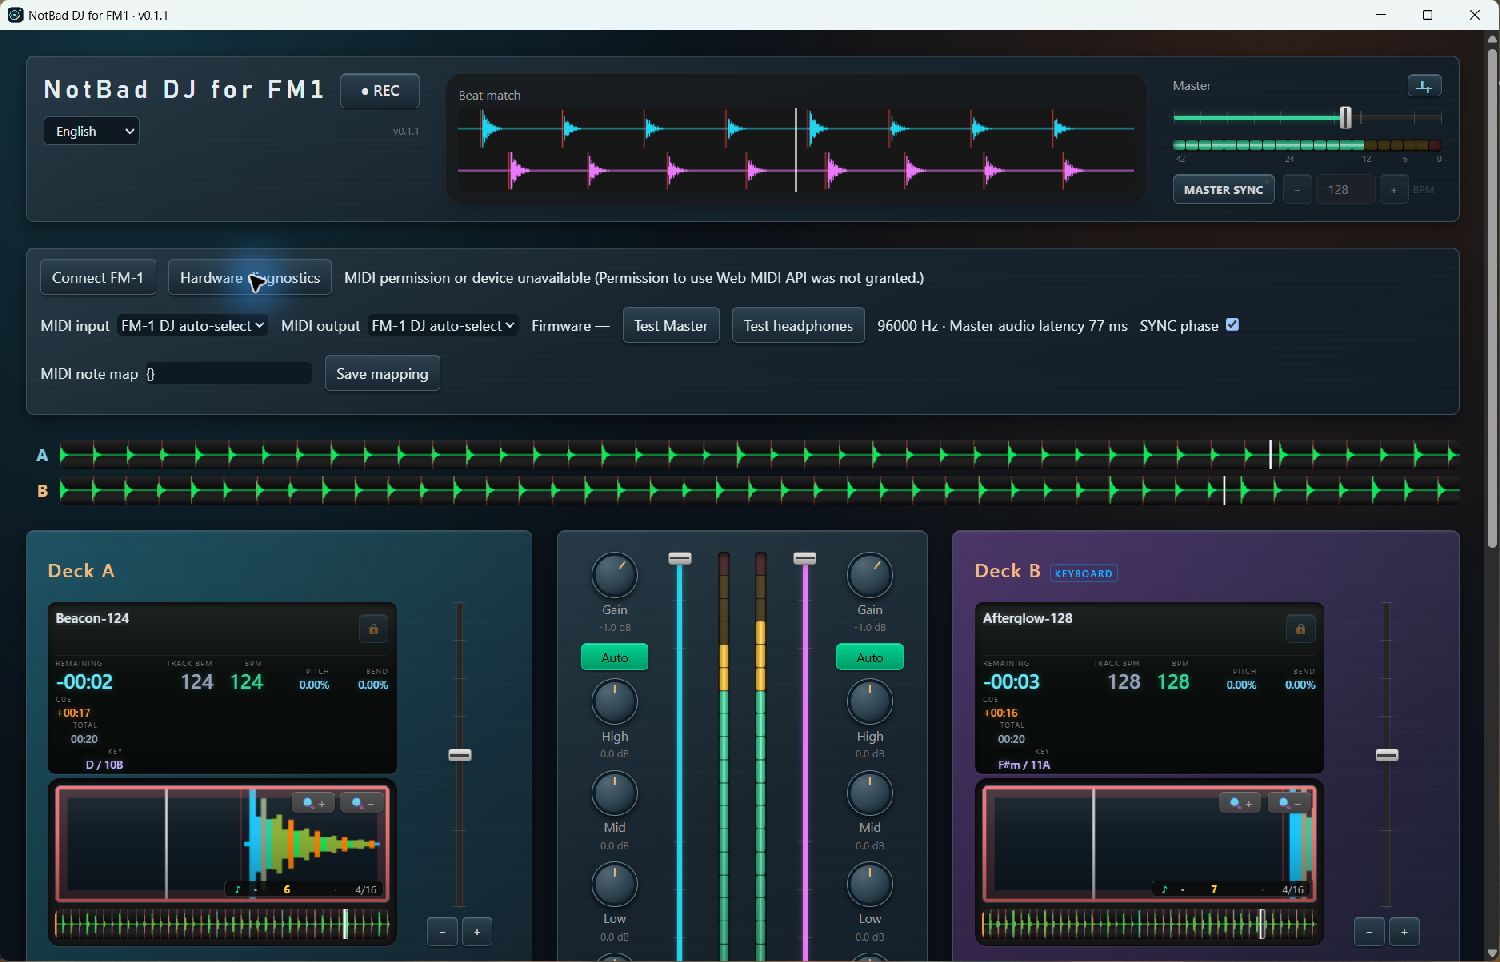 NotBad DJ for FM1 · v0.1.1
NotBad DJ for FM1
● REC
English
v0.1.1
Beat match
Master
42 24 12 6 0
MASTER SYNC - 128 + BPM
Connect FM-1
Hardware diagnostics
MIDI permission or device unavailable (Permission to use Web MIDI API was not granted.)
MIDI input FM-1 DJ auto-select MIDI output FM-1 DJ auto-select Firmware — Test Master Test headphones 96000 Hz · Master audio latency 77 ms SYNC phase
MIDI note map {} Save mapping
A
B
Deck A
Beacon-124
REMAINING TRACK BPM BPM PITCH BEND
-00:02 124 124 0.00% 0.00%
CUE
+00:17
TOTAL
00:20
KEY
D / 10B
+ -
♪ - 6 · 4/16
- +
Gain Gain
-1.0 dB -1.0 dB
Auto Auto
High High
0.0 dB 0.0 dB
Mid Mid
0.0 dB 0.0 dB
Low Low
0.0 dB 0.0 dB
Deck B KEYBOARD
Afterglow-128
REMAINING TRACK BPM BPM PITCH BEND
-00:03 128 128 0.00% 0.00%
CUE
+00:16
TOTAL
00:20
KEY
F#m / 11A
+ -
♪ - 7 · 4/16
- +